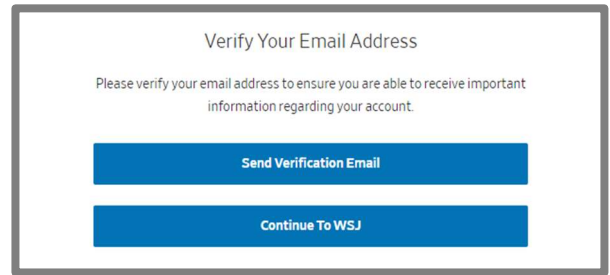 Verify Your Email Address
Please verify your email address to ensure you are able to receive important
information regarding your account.
Send Verification Email
Continue To WSJ